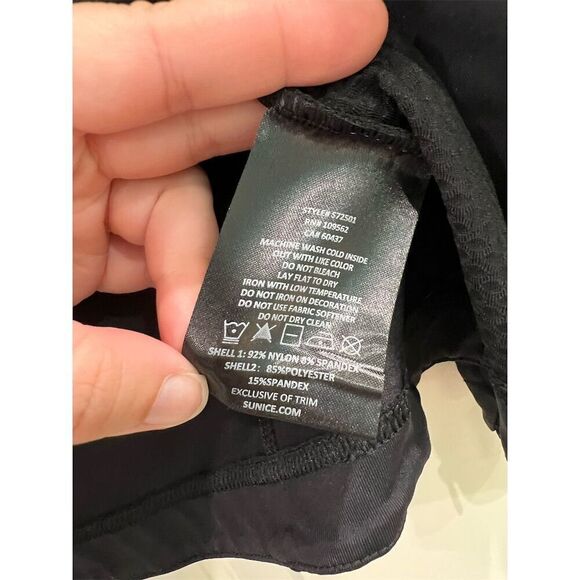 STYLE# S72501
RN# 109562
CA# 60437
MACHINE WASH COLD INSIDE
OUT WITH LIKE COLOR
DO NOT BLEACH
LAY FLAT TO DRY
IRON WITH LOW TEMPERATURE
DO NOT IRON ON DECORATION
DO NOT USE FABRIC SOFTENER
DO NOT DRY CLEAN
SHELL 1: 92% NYLON 8% SPANDEX
SHELL2: 85%POLYESTER
15%SPANDEX
EXCLUSIVE OF TRIM
SUNICE.COM